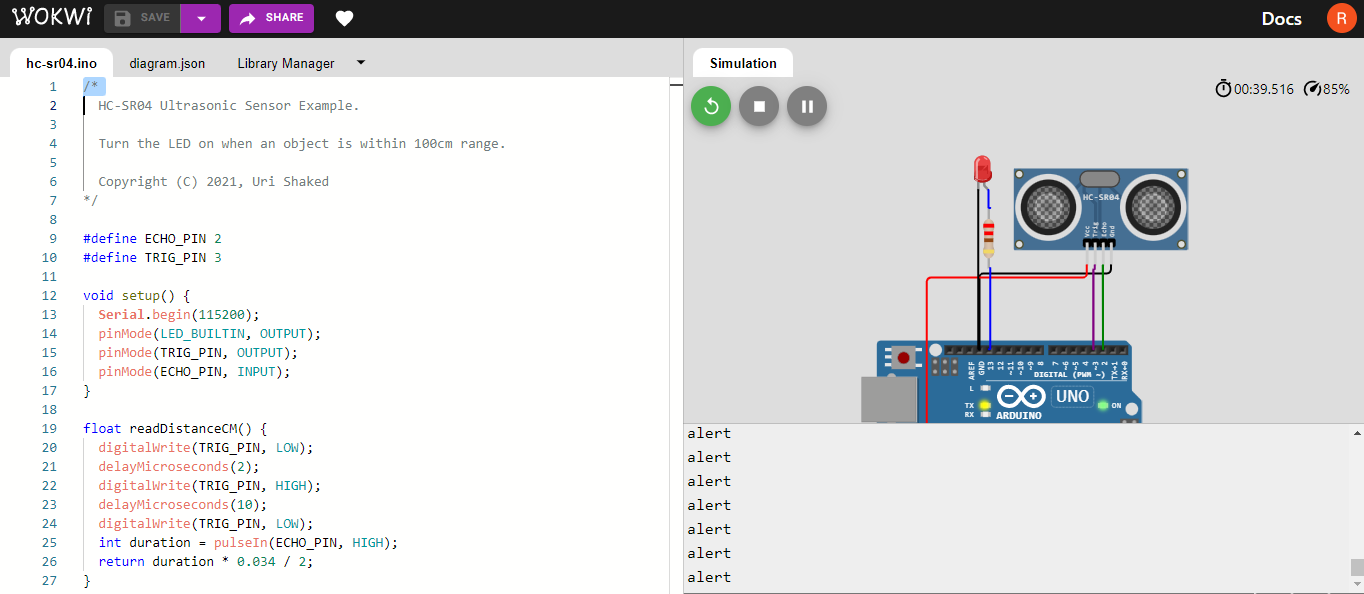 WOKWI SAVE SHARE Docs R
hc-sr04.ino diagram.json Library Manager
1 /*
2 HC-SR04 Ultrasonic Sensor Example.
3
4 Turn the LED on when an object is within 100cm range.
5
6 Copyright (C) 2021, Uri Shaked
7 */
8
9 #define ECHO_PIN 2
10 #define TRIG_PIN 3
11
12 void setup() {
13 Serial.begin(115200);
14 pinMode(LED_BUILTIN, OUTPUT);
15 pinMode(TRIG_PIN, OUTPUT);
16 pinMode(ECHO_PIN, INPUT);
17 }
18
19 float readDistanceCM() {
20 digitalWrite(TRIG_PIN, LOW);
21 delayMicroseconds(2);
22 digitalWrite(TRIG_PIN, HIGH);
23 delayMicroseconds(10);
24 digitalWrite(TRIG_PIN, LOW);
25 int duration = pulseIn(ECHO_PIN, HIGH);
26 return duration * 0.034 / 2;
27 }
Simulation
00:39.516 85%
HC-SR04
Vcc
Trig
Echo
Gnd
AREF
GND
13
12
~11
~10
~9
8
7
~6
~5
4
~3
2
TX→1
RX←0
DIGITAL (PWM ~)
L
TX
RX
UNO
ON
ARDUINO
alert
alert
alert
alert
alert
alert
alert